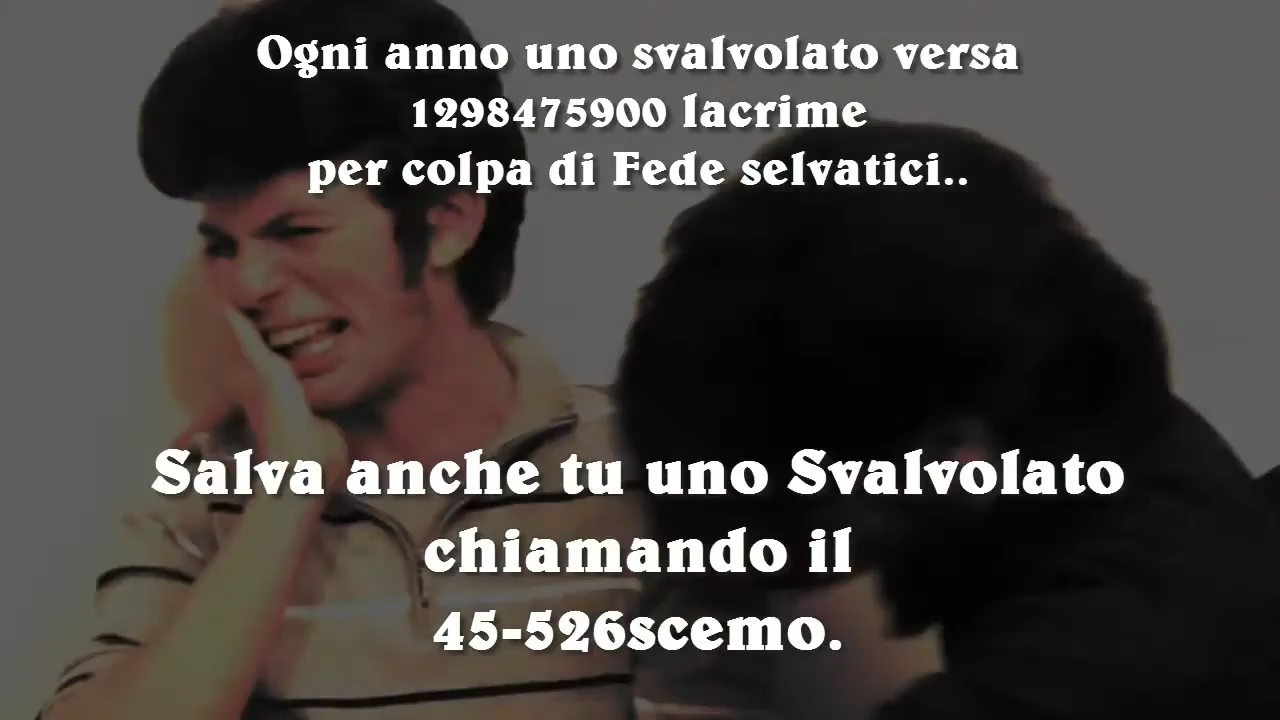 Ogni anno uno svalvolato versa
1298475900 lacrime
per colpa di Fede selvatici..
Salva anche tu uno Svalvolato
chiamando il
45-526scemo.